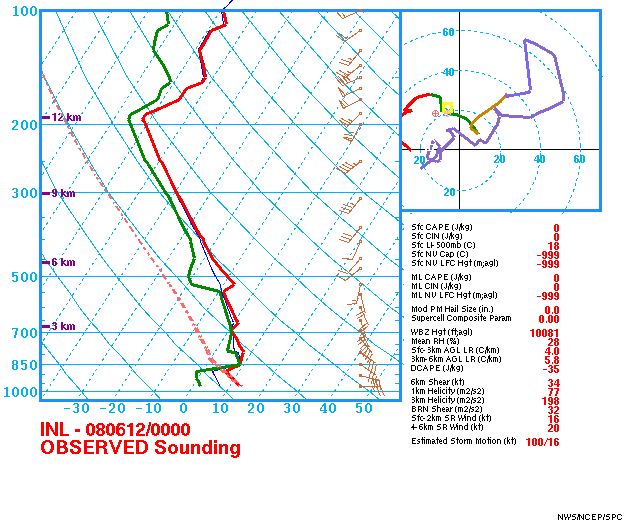 100
200
300
500
700
850
1000
12 km
9 km
6 km
3 km
-30 -20 -10 0 10 20 30 40 50
INL - 080612/0000
OBSERVED Sounding
60
40
20
20 20 40 60
Sfc CAPE (J/kg) 0
Sfc CIN (J/kg) 0
Sfc LI-500mb (C) 18
Sfc NV Cap (C) -999
Sfc NV LFC Hgt (m;agl) -999
ML CAPE (J/kg) 0
ML CIN (J/kg) 0
ML NV LFC Hgt (m;agl) -999
Mod PM Hail Size (in.) 0.0
Supercell Composite Param 0.00
WBZ Hgt (ft;agl) 10081
Mean RH (%) 28
Sfc-3km AGL LR (C/km) 4.0
3km-6km AGL LR (C/km) 5.8
DCAPE (J/kg) -35
6km Shear (kt) 34
1km Helicity (m2/s2) 77
3km Helicity (m2/s2) 198
BRN Shear (m2/s2) 32
Sfc-2km SR Wind (kt) 16
4-6km SR Wind (kt) 20
Estimated Storm Motion (kt) 100/16
NWS/NCEP/SPC